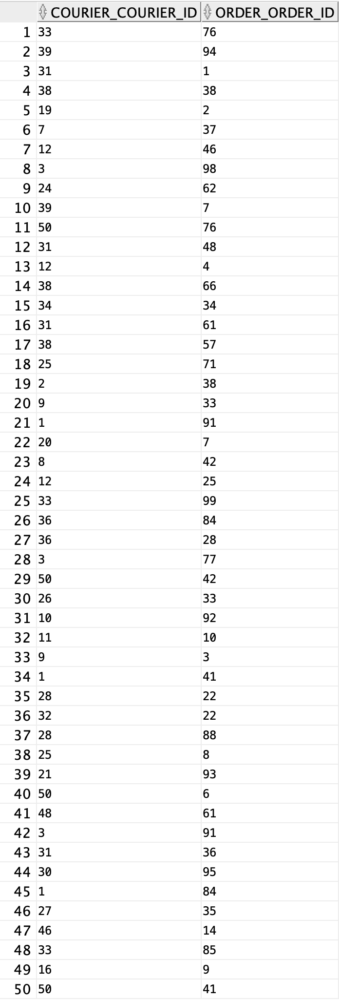 COURIER_COURIER_ID ORDER_ORDER_ID
1 33 76
2 39 94
3 31 1
4 38 38
5 19 2
6 7 37
7 12 46
8 3 98
9 24 62
10 39 7
11 50 76
12 31 48
13 12 4
14 38 66
15 34 34
16 31 61
17 38 57
18 25 71
19 2 38
20 9 33
21 1 91
22 20 7
23 8 42
24 12 25
25 33 99
26 36 84
27 36 28
28 3 77
29 50 42
30 26 33
31 10 92
32 11 10
33 9 3
34 1 41
35 28 22
36 32 22
37 28 88
38 25 8
39 21 93
40 50 6
41 48 61
42 3 91
43 31 36
44 30 95
45 1 84
46 27 35
47 46 14
48 33 85
49 16 9
50 50 41